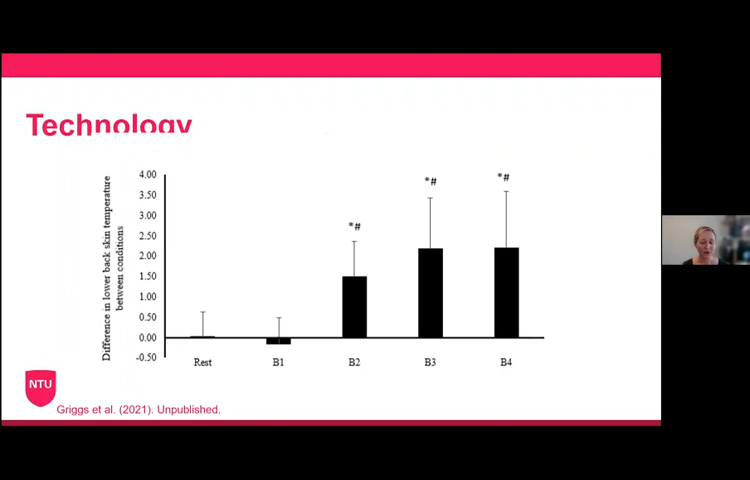 Technology
Difference in lower back skin temperature
between conditions
4.00
3.50
3.00
2.50
2.00
1.50
1.00
0.50
0.00
-0.50
*#
*#
*#
Rest B1 B2 B3 B4
NTU
Griggs et al. (2021). Unpublished.